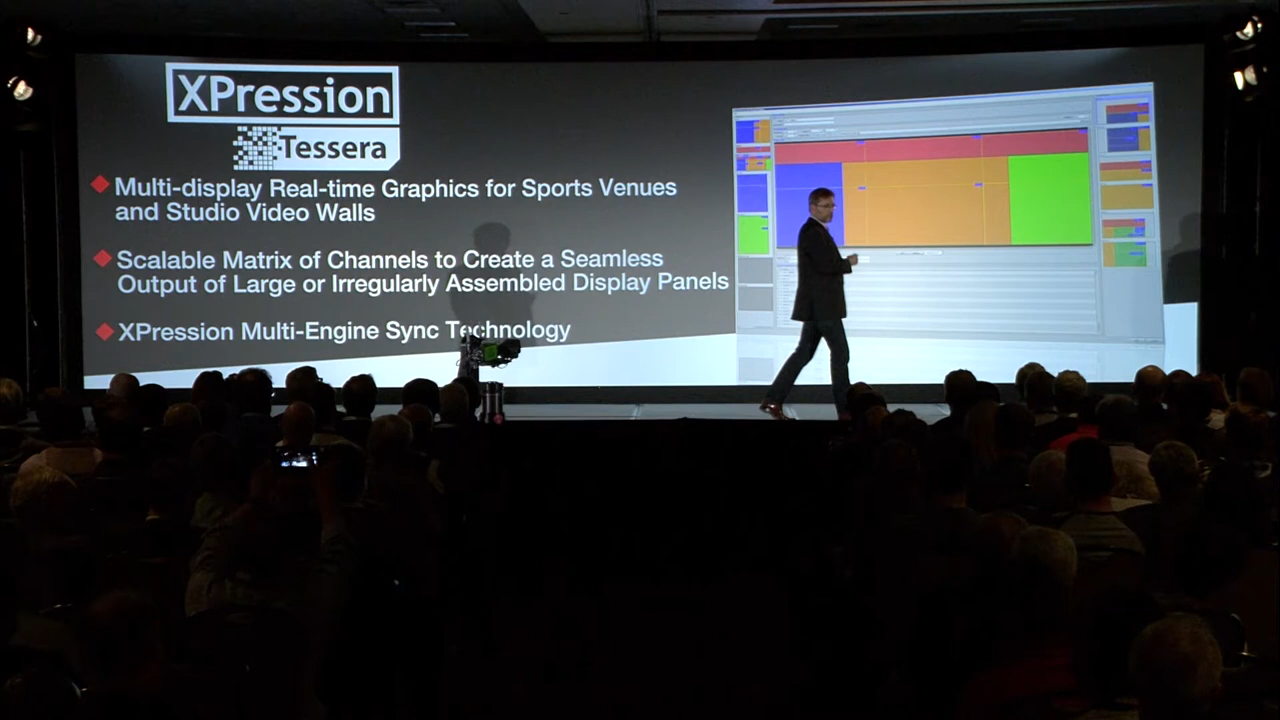 XPression
Tessera
Multi-display Real-time Graphics for Sports Venues
and Studio Video Walls
Scalable Matrix of Channels to Create a Seamless
Output of Large or Irregularly Assembled Display Panels
XPression Multi-Engine Sync Technology